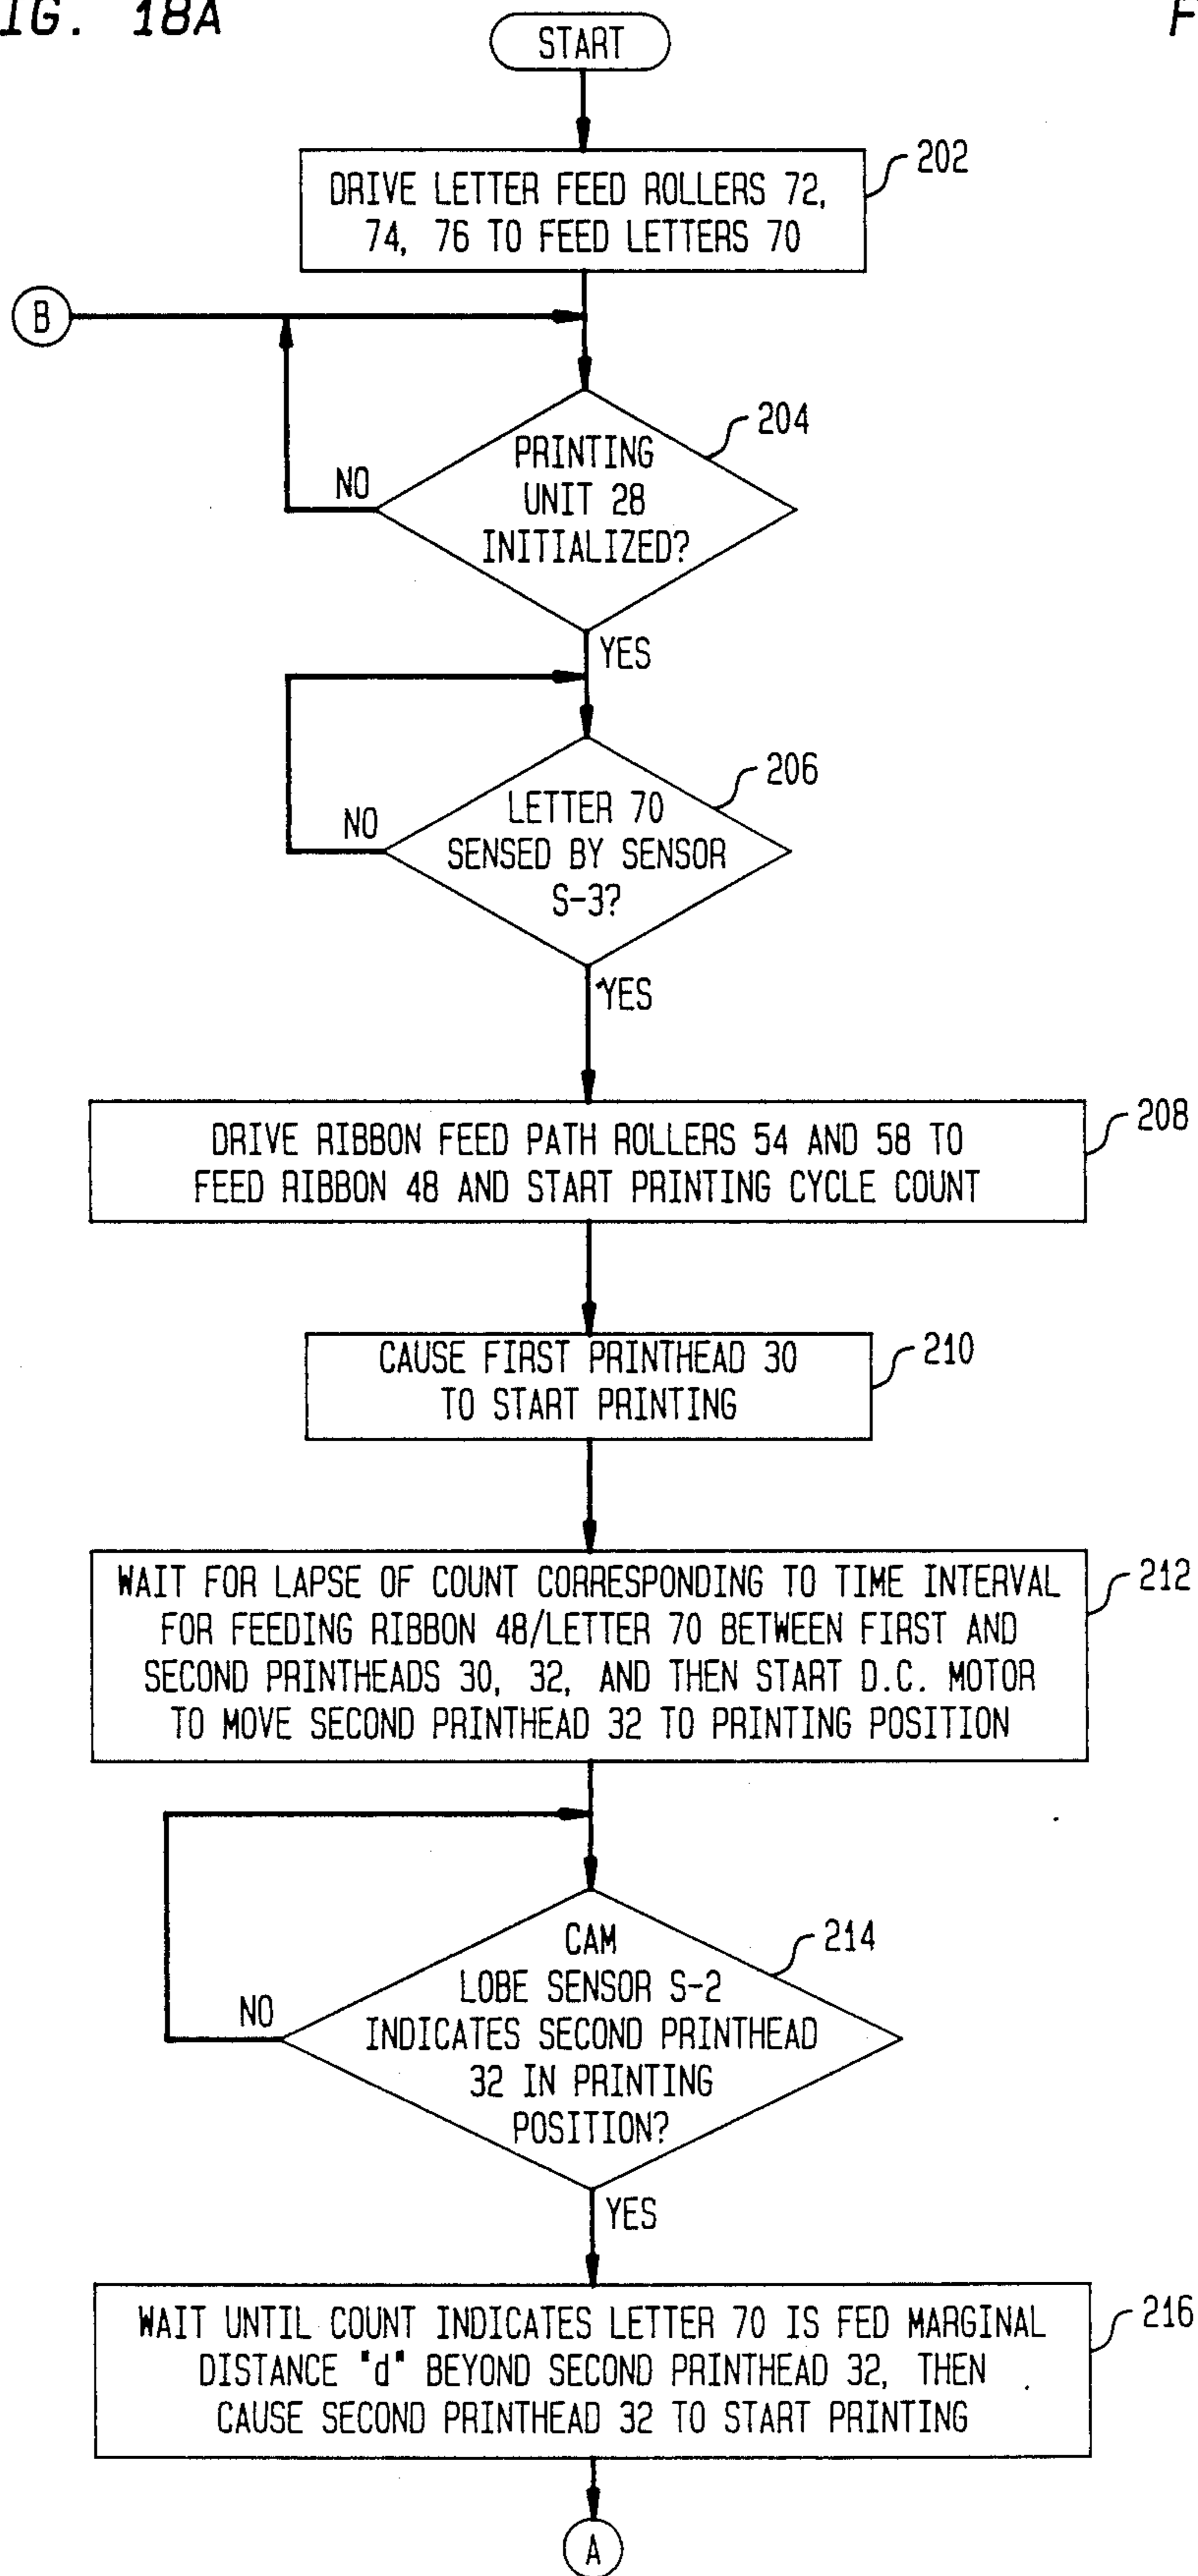 IG. 18A
F
START
202
DRIVE LETTER FEED ROLLERS 72,
74, 76 TO FEED LETTERS 70
B
204
PRINTING
UNIT 28
INITIALIZED?
NO
YES
206
LETTER 70
SENSED BY SENSOR
S-3?
NO
YES
208
DRIVE RIBBON FEED PATH ROLLERS 54 AND 58 TO
FEED RIBBON 48 AND START PRINTING CYCLE COUNT
210
CAUSE FIRST PRINTHEAD 30
TO START PRINTING
212
WAIT FOR LAPSE OF COUNT CORRESPONDING TO TIME INTERVAL
FOR FEEDING RIBBON 48/LETTER 70 BETWEEN FIRST AND
SECOND PRINTHEADS 30, 32, AND THEN START D.C. MOTOR
TO MOVE SECOND PRINTHEAD 32 TO PRINTING POSITION
214
CAM
LOBE SENSOR S-2
INDICATES SECOND PRINTHEAD
32 IN PRINTING
POSITION?
NO
YES
216
WAIT UNTIL COUNT INDICATES LETTER 70 IS FED MARGINAL
DISTANCE "d" BEYOND SECOND PRINTHEAD 32, THEN
CAUSE SECOND PRINTHEAD 32 TO START PRINTING
A